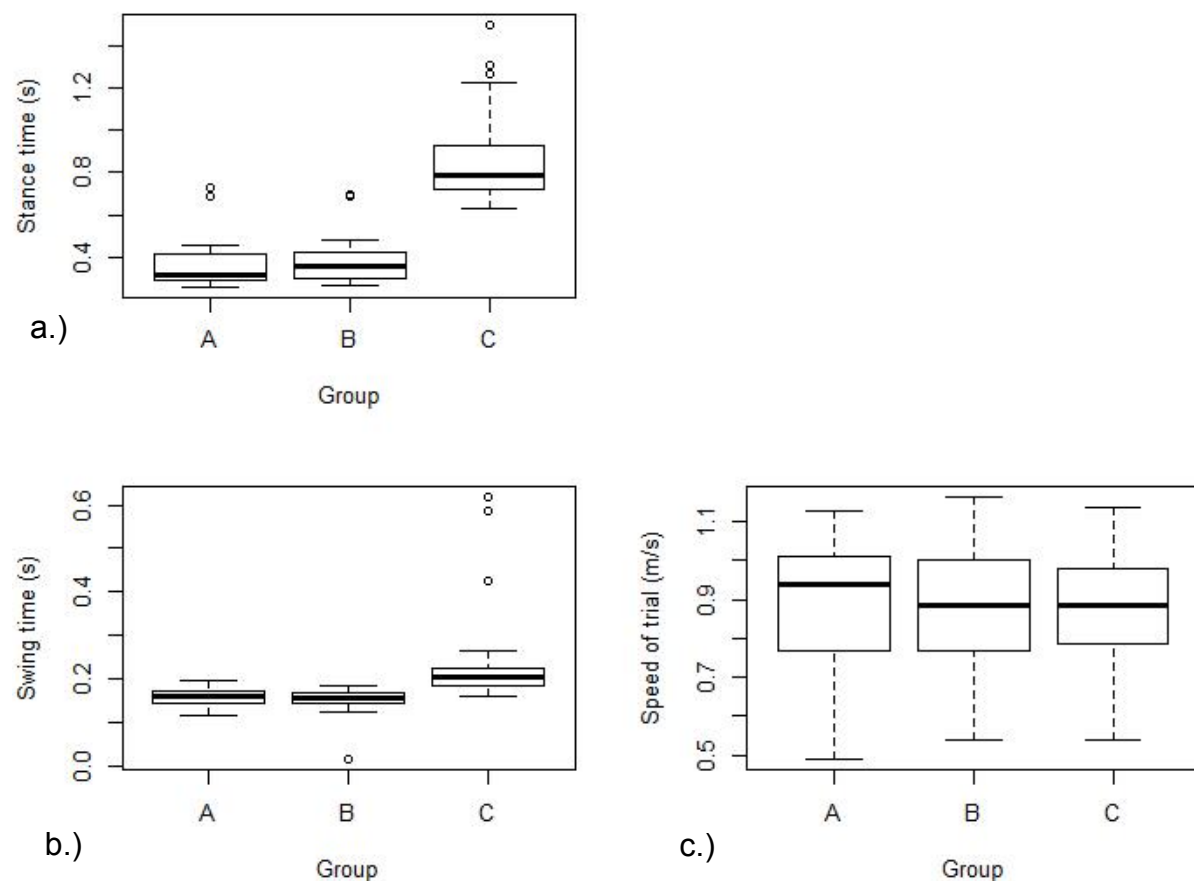 Stance time (s)
1.2
0.8
0.4
A B C
a.)
Group
Swing time (s)
0.6
0.4
0.2
0.0
A B C
b.)
Group
Speed of trial (m/s)
1.1
0.9
0.7
0.5
A B C
c.)
Group